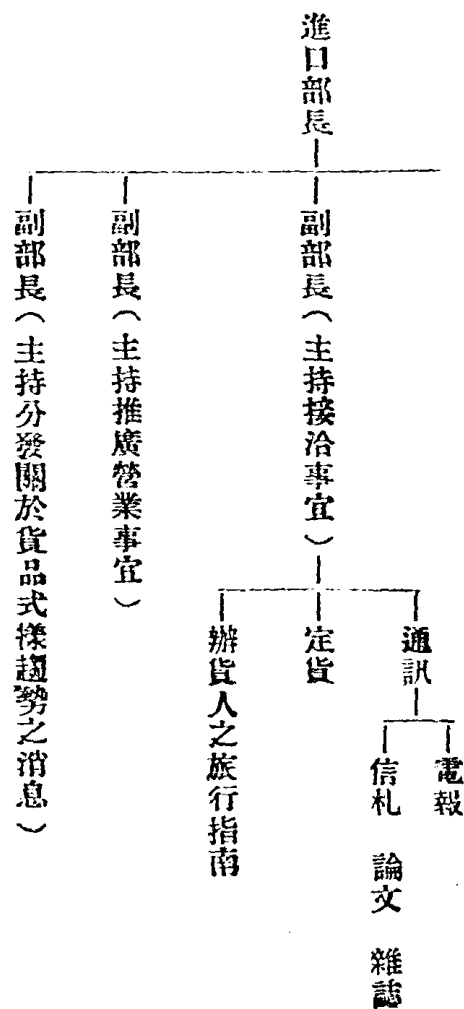 進口部長
副部長（主持接洽事宜）
通訊
電報
信札 論文 雜誌
定貨
辦貨人之旅行指南
副部長（主持推廣營業事宜）
副部長（主持分發關於貨品式樣趨勢之消息）